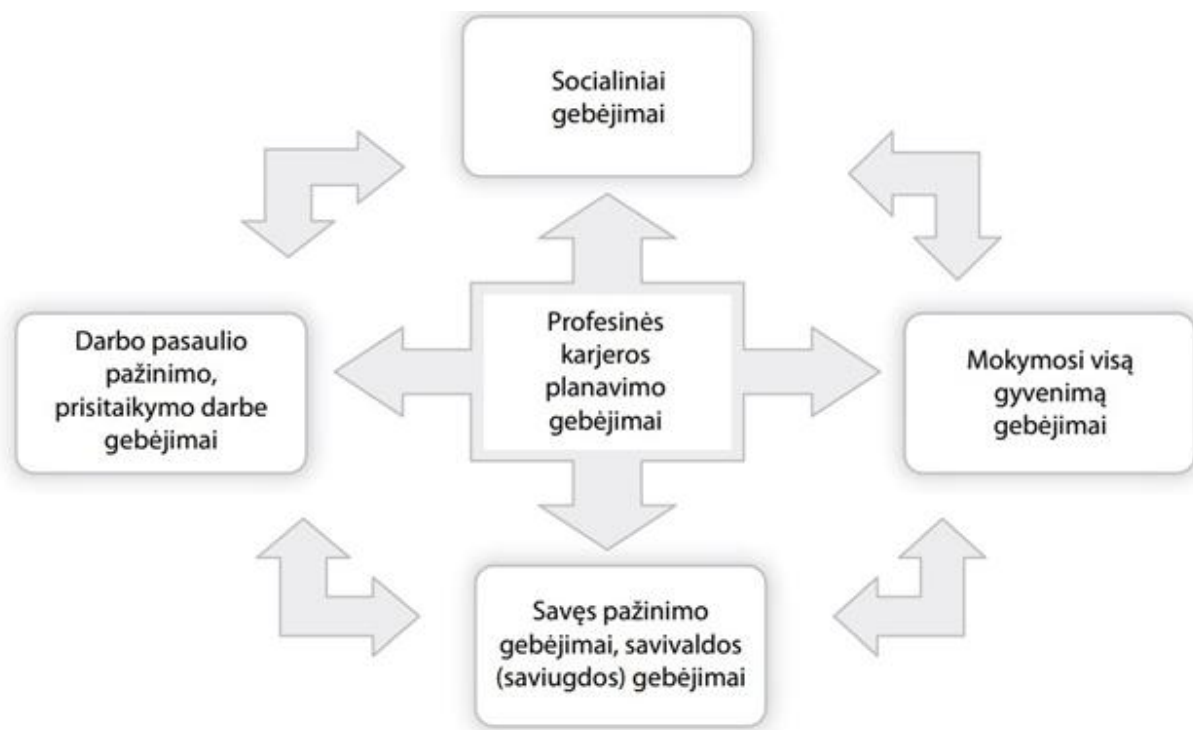 Socialiniai
gebėjimai
Darbo pasaulio
pažinimo,
prisitaikymo darbe
gebėjimai
Profesinės
karjeros
planavimo
gebėjimai
Mokymosi visą
gyvenimą
gebėjimai
Savęs pažinimo
gebėjimai, savivaldos
(saviugdos) gebėjimai